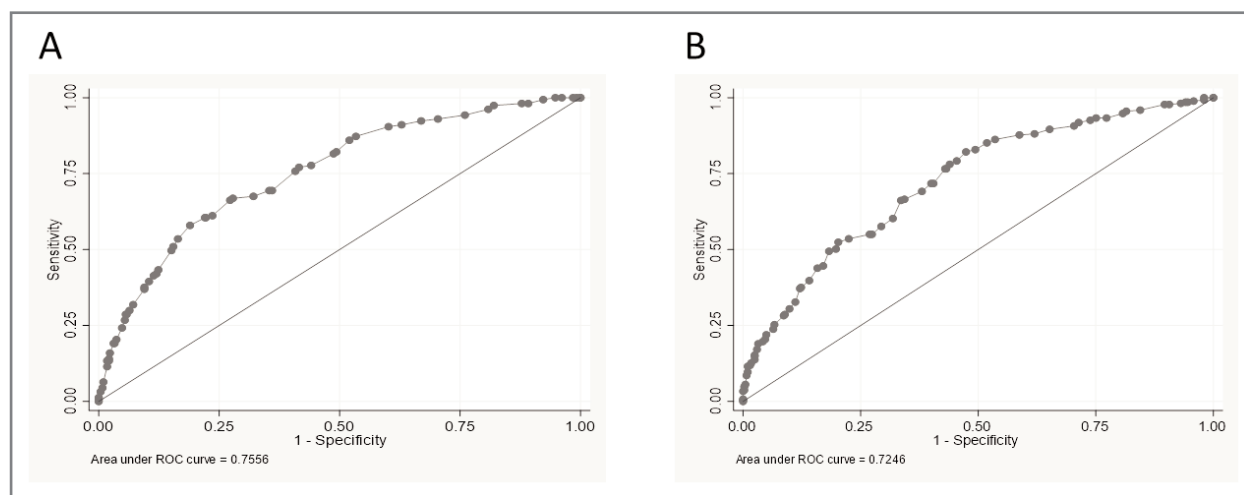 A
B
Sensitivity
1.00
0.75
0.50
0.25
0.00
0.00 0.25 0.50 0.75 1.00
1 - Specificity
Area under ROC curve = 0.7556
Sensitivity
1.00
0.75
0.50
0.25
0.00
0.00 0.25 0.50 0.75 1.00
1 - Specificity
Area under ROC curve = 0.7246